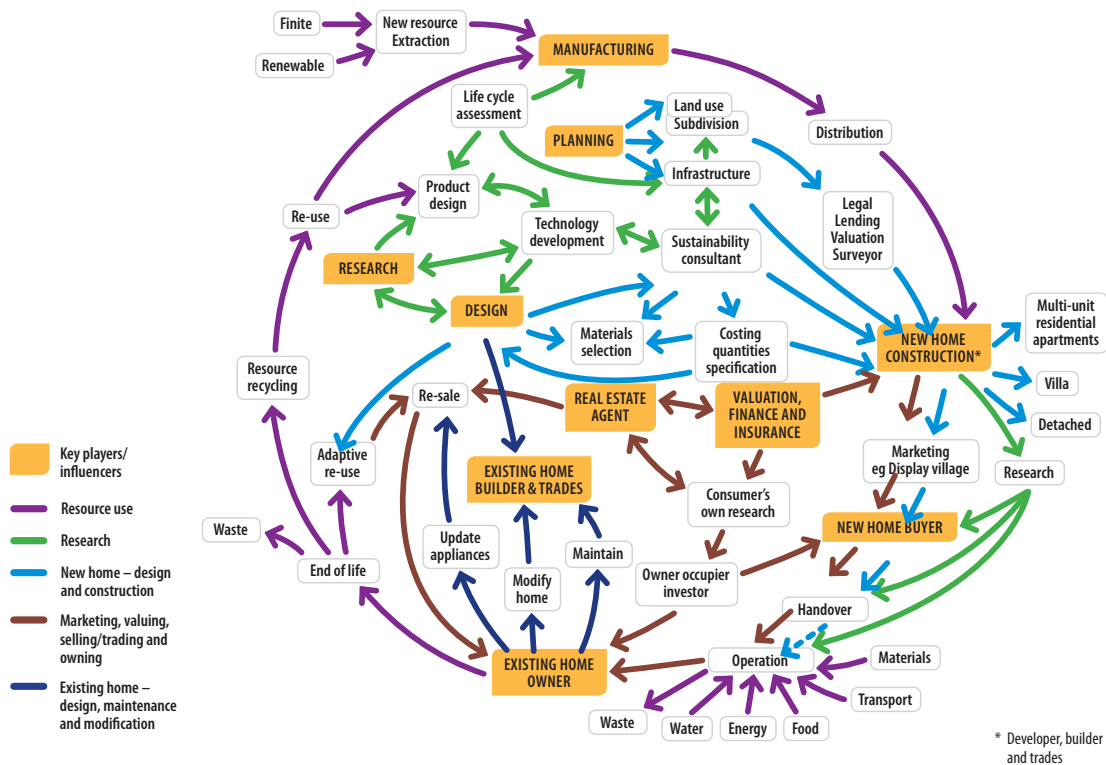 Finite
New resource
Extraction
Renewable
MANUFACTURING
Life cycle
assessment
Land use
Subdivision
PLANNING
Distribution
Infrastructure
Product
design
Re-use
Technology
development
Legal
Lending
Valuation
Surveyor
Sustainability
consultant
RESEARCH
DESIGN
Materials
selection
Costing
quantities
specification
NEW HOME
CONSTRUCTION*
Multi-unit
residential
apartments
Villa
Detached
Resource
recycling
Re-sale
REAL ESTATE
AGENT
VALUATION,
FINANCE AND
INSURANCE
Key players/
influencers
Adaptive
re-use
EXISTING HOME
BUILDER & TRADES
Marketing
eg Display village
Research
Consumer's
own research
Resource use
Waste
Research
Update
appliances
Maintain
NEW HOME BUYER
New home – design
and construction
End of life
Modify
home
Owner occupier
investor
Handover
Marketing, valuing,
selling/trading and
owning
EXISTING HOME
OWNER
Operation
Materials
Existing home –
design, maintenance
and modification
Transport
Waste
Water
Energy
Food
* Developer, builder
and trades